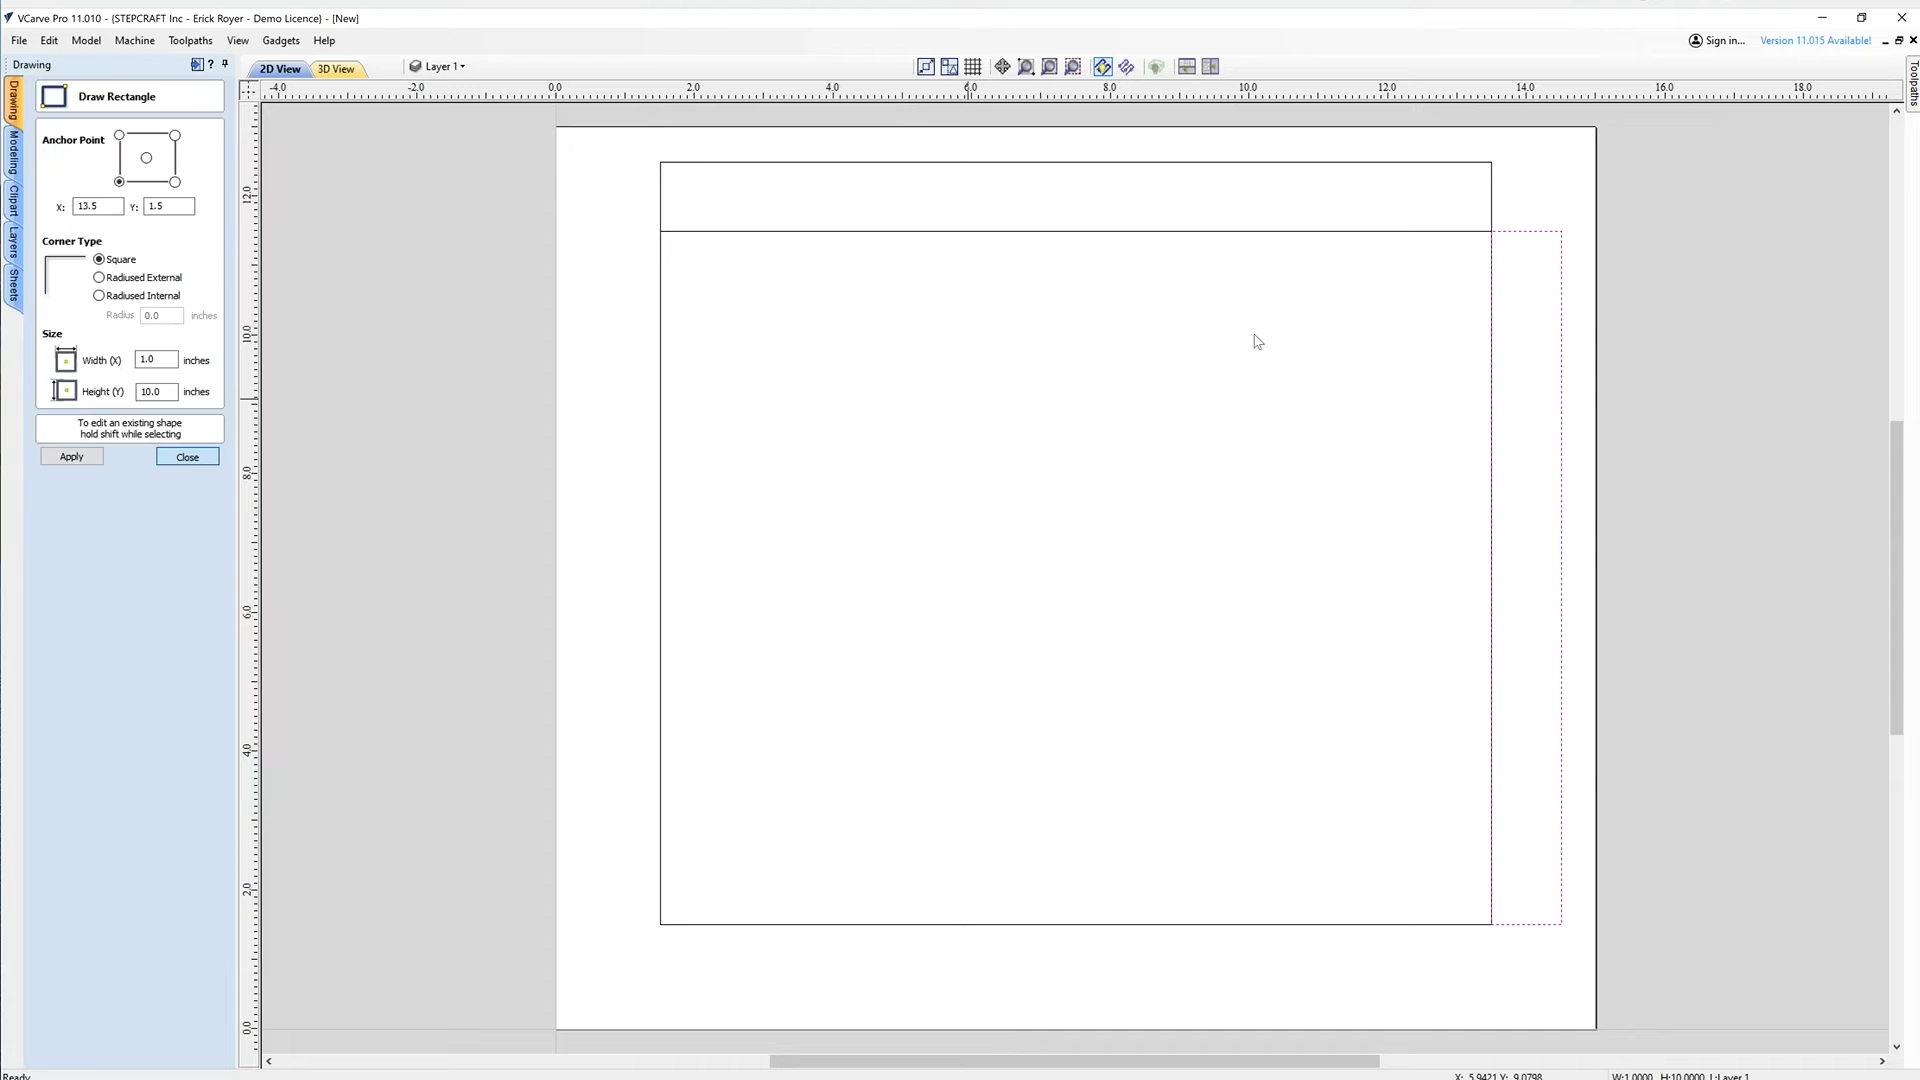 VCarve Pro 11.010 - {STEPCRAFT Inc - Erick Royer - Demo Licence} - [New]
File Edit Model Machine Toolpaths View Gadgets Help
Sign in... Version 11.015 Available!
Drawing
2D View 3D View Layer 1
Toolpaths
-4.0 -2.0 0.0 2.0 4.0 6.0 8.0 10.0 12.0 14.0 16.0 18.0
Drawing
Modeling
Clipart
Layers
Sheets
Draw Rectangle
Anchor Point
X: 13.5 Y: 1.5
Corner Type
Square
Radiused External
Radiused Internal
Radius 0.0 inches
Size
Width (X) 1.0 inches
Height (Y) 10.0 inches
To edit an existing shape
hold shift while selecting
Apply Close
12.0
10.0
8.0
6.0
4.0
2.0
0.0
Ready X: 5.9421 Y: 9.0798 W:1.0000 H:10.0000 L:Layer 1